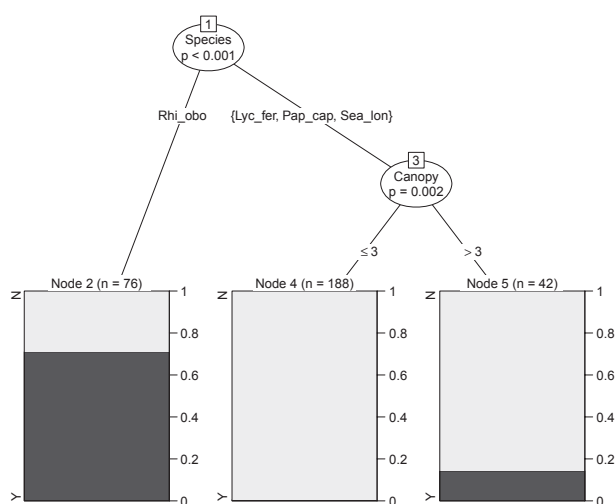 1
Species
p < 0.001
Rhi_obo
{Lyc_fer, Pap_cap, Sea_lon}
3
Canopy
p = 0.002
≤ 3
> 3
Node 2 (n = 76)
N
Y
1
0.8
0.6
0.4
0.2
0
Node 4 (n = 188)
N
Y
1
0.8
0.6
0.4
0.2
0
Node 5 (n = 42)
N
Y
1
0.8
0.6
0.4
0.2
0